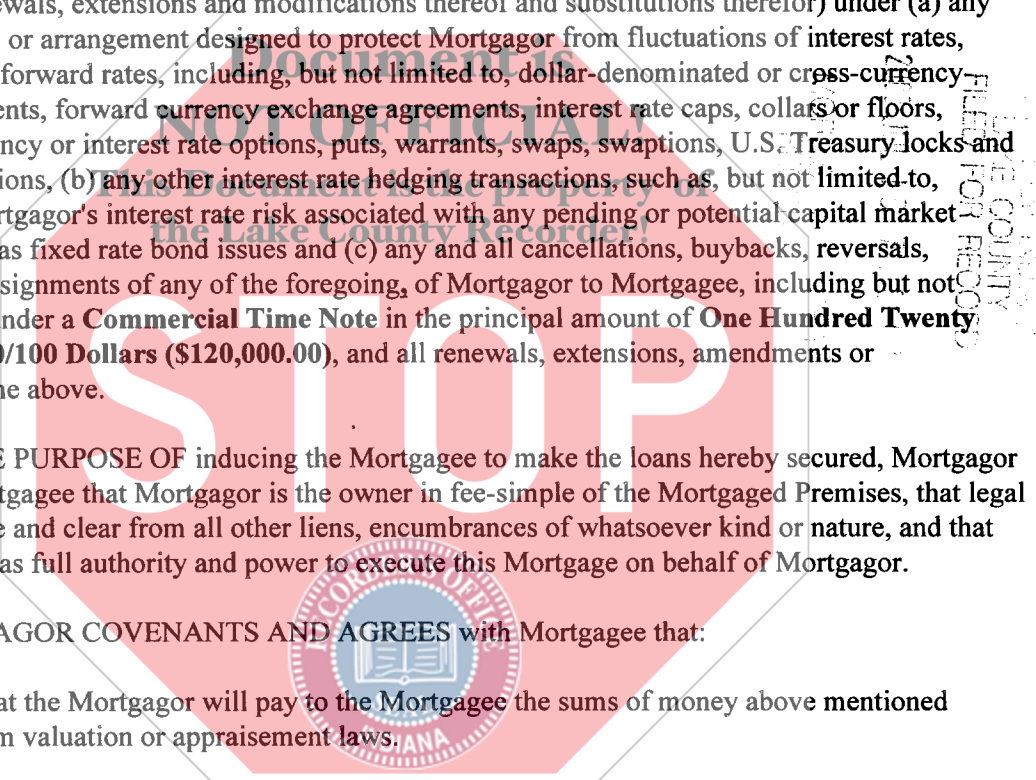 ewals, extensions and modifications thereof and substitutions therefor) under (a) any
or arrangement designed to protect Mortgagor from fluctuations of interest rates,
forward rates, including, but not limited to, dollar-denominated or cross-currency
ents, forward currency exchange agreements, interest rate caps, collars or floors,
ncy or interest rate options, puts, warrants, swaps, swaptions, U.S. Treasury locks and
ions, (b) any other interest rate hedging transactions, such as, but not limited to,
rtgagor's interest rate risk associated with any pending or potential capital market
as fixed rate bond issues and (c) any and all cancellations, buybacks, reversals,
signments of any of the foregoing, of Mortgagor to Mortgagee, including but not
nder a Commercial Time Note in the principal amount of One Hundred Twenty
0/100 Dollars ($120,000.00), and all renewals, extensions, amendments or
ne above.
E PURPOSE OF inducing the Mortgagee to make the loans hereby secured, Mortgagor
tgagee that Mortgagor is the owner in fee-simple of the Mortgaged Premises, that legal
e and clear from all other liens, encumbrances of whatsoever kind or nature, and that
as full authority and power to execute this Mortgage on behalf of Mortgagor.
AGOR COVENANTS AND AGREES with Mortgagee that:
at the Mortgagor will pay to the Mortgagee the sums of money above mentioned
m valuation or appraisement laws.
Document is
NOT OFFICIAL!
This Document is the property of
the Lake County Recorder!
STOP
RECORDER'S OFFICE
INDIANA
COUNTY
FILED FOR RECORD